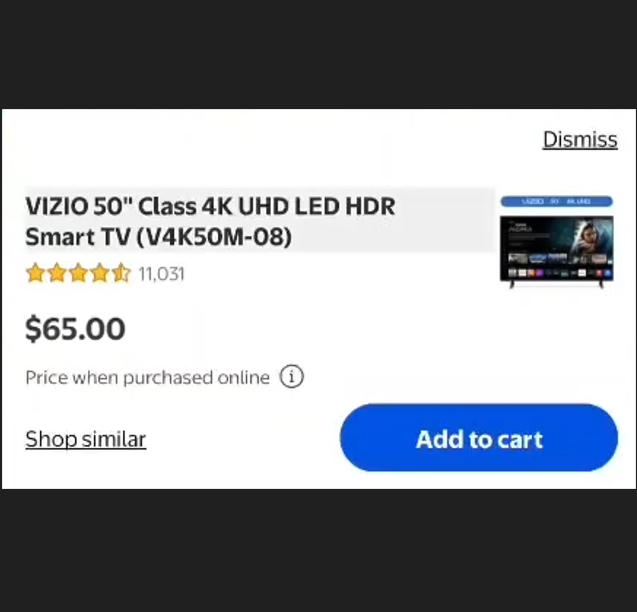 Dismiss
VIZIO 50" Class 4K UHD LED HDR
Smart TV (V4K50M-08)
11,031
$65.00
Price when purchased online
Shop similar
Add to cart